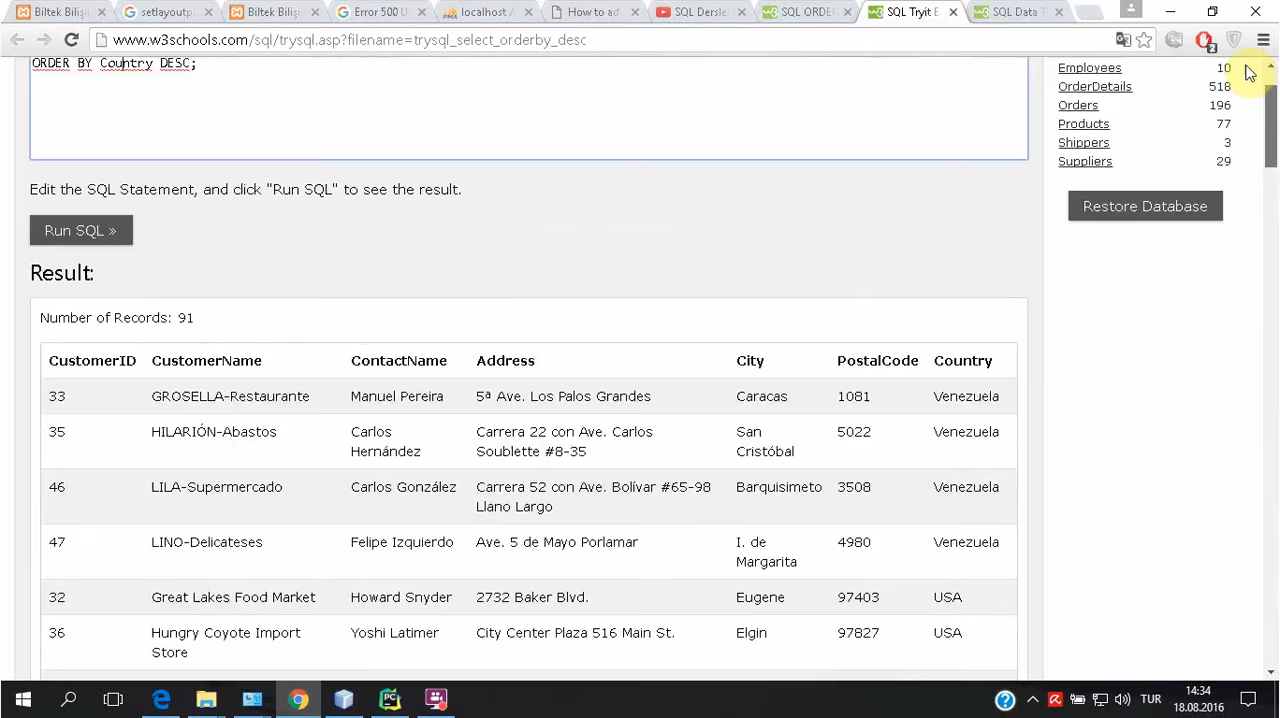 Biltek Bilişi
setlayoutpr
Biltek Bilişi
Error 500 U
localhost /
How to ad
SQL Dersl
SQL ORDE
SQL Tryit E
SQL Data T
www.w3schools.com/sql/trysql.asp?filename=trysql_select_orderby_desc
ORDER BY Country DESC;
Employees 10
OrderDetails 518
Orders 196
Products 77
Shippers 3
Suppliers 29
Restore Database
Edit the SQL Statement, and click "Run SQL" to see the result.
Run SQL »
Result:
Number of Records: 91
CustomerID CustomerName ContactName Address City PostalCode Country
33 GROSELLA-Restaurante Manuel Pereira 5ª Ave. Los Palos Grandes Caracas 1081 Venezuela
35 HILARIÓN-Abastos Carlos Carrera 22 con Ave. Carlos San 5022 Venezuela
Hernández Soublette #8-35 Cristóbal
46 LILA-Supermercado Carlos González Carrera 52 con Ave. Bolívar #65-98 Barquisimeto 3508 Venezuela
Llano Largo
47 LINO-Delicateses Felipe Izquierdo Ave. 5 de Mayo Porlamar I. de 4980 Venezuela
Margarita
32 Great Lakes Food Market Howard Snyder 2732 Baker Blvd. Eugene 97403 USA
36 Hungry Coyote Import Yoshi Latimer City Center Plaza 516 Main St. Elgin 97827 USA
Store
TUR
14:34
18.08.2016